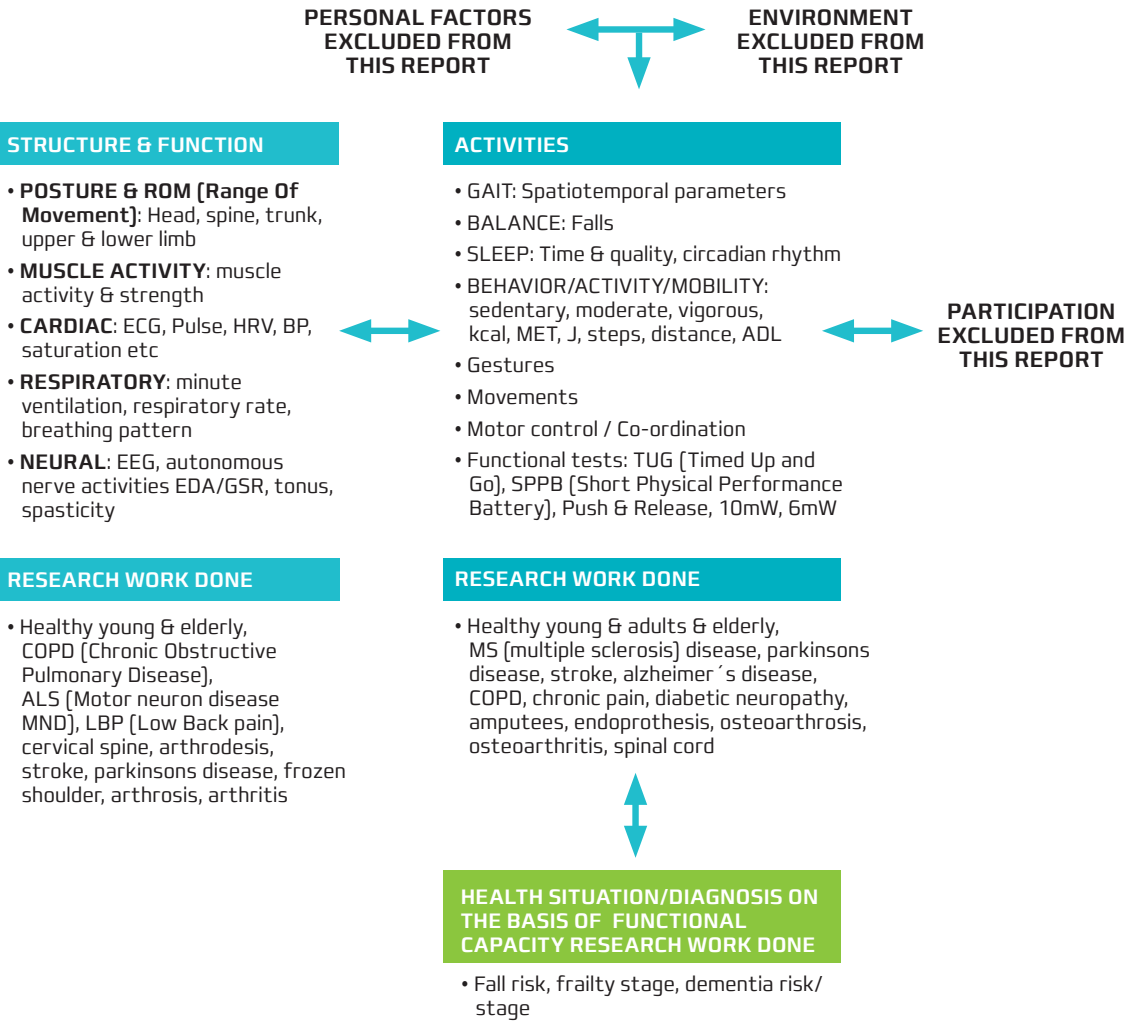 PERSONAL FACTORS
EXCLUDED FROM
THIS REPORT
ENVIRONMENT
EXCLUDED FROM
THIS REPORT
STRUCTURE & FUNCTION
• POSTURE & ROM (Range Of
Movement): Head, spine, trunk,
upper & lower limb
• MUSCLE ACTIVITY: muscle
activity & strength
• CARDIAC: ECG, Pulse, HRV, BP,
saturation etc
• RESPIRATORY: minute
ventilation, respiratory rate,
breathing pattern
• NEURAL: EEG, autonomous
nerve activities EDA/GSR, tonus,
spasticity
ACTIVITIES
• GAIT: Spatiotemporal parameters
• BALANCE: Falls
• SLEEP: Time & quality, circadian rhythm
• BEHAVIOR/ACTIVITY/MOBILITY:
sedentary, moderate, vigorous,
kcal, MET, J, steps, distance, ADL
• Gestures
• Movements
• Motor control / Co-ordination
• Functional tests: TUG (Timed Up and
Go), SPPB (Short Physical Performance
Battery), Push & Release, 10mW, 6mW
PARTICIPATION
EXCLUDED FROM
THIS REPORT
RESEARCH WORK DONE
• Healthy young & elderly,
COPD (Chronic Obstructive
Pulmonary Disease),
ALS (Motor neuron disease
MND), LBP (Low Back pain),
cervical spine, arthrodesis,
stroke, parkinsons disease, frozen
shoulder, arthrosis, arthritis
RESEARCH WORK DONE
• Healthy young & adults & elderly,
MS (multiple sclerosis) disease, parkinsons
disease, stroke, alzheimer´s disease,
COPD, chronic pain, diabetic neuropathy,
amputees, endoprothesis, osteoarthrosis,
osteoarthritis, spinal cord
HEALTH SITUATION/DIAGNOSIS ON
THE BASIS OF FUNCTIONAL
CAPACITY RESEARCH WORK DONE
• Fall risk, frailty stage, dementia risk/
stage